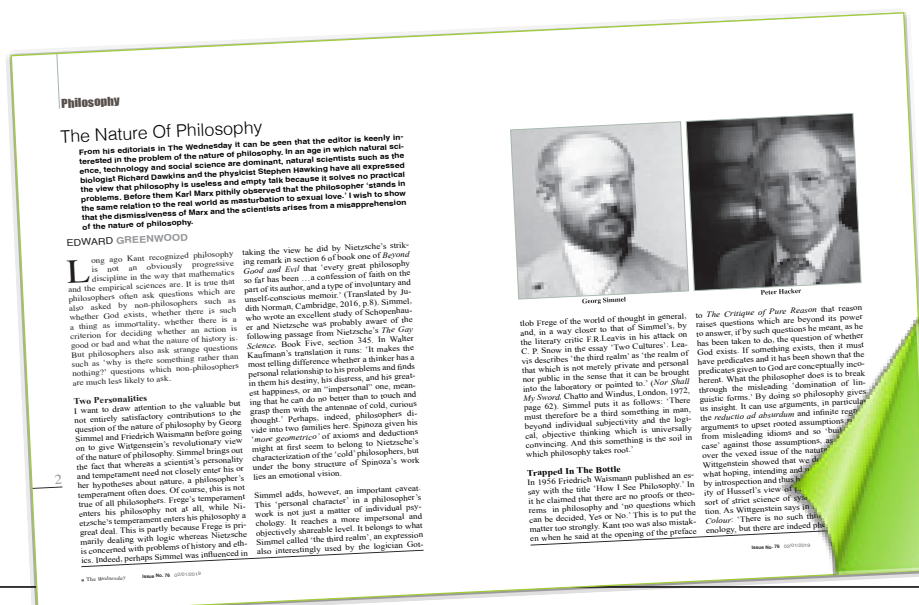 Philosophy
The Nature Of Philosophy
From his editorials in The Wednesday it can be seen that the editor is keenly in-
terested in the problem of the nature of philosophy. In an age in which natural sci-
ence, technology and social science are dominant, natural scientists such as the
biologist Richard Dawkins and the physicist Stephen Hawking have all expressed
the view that philosophy is useless and empty talk because it solves no practical
problems. Before them Karl Marx pithily observed that the philosopher ‘stands in
the same relation to the real world as masturbation to sexual love.’ I wish to show
that the dismissiveness of Marx and the scientists arises from a misapprehension
of the nature of philosophy.
EDWARD GREENWOOD
Long ago Kant recognized philosophy
is not an obviously progressive
discipline in the way that mathematics
and the empirical sciences are. It is true that
philosophers often ask questions which are
also asked by non-philosophers such as
whether God exists, whether there is such
a thing as immortality, whether there is a
criterion for deciding whether an action is
good or bad and what the nature of history is.
But philosophers also ask strange questions
such as ‘why is there something rather than
nothing?’ questions which non-philosophers
are much less likely to ask.
Two Personalities
I want to draw attention to the valuable but
not entirely satisfactory contributions to the
question of the nature of philosophy by Georg
Simmel and Friedrich Waismann before going
on to give Wittgenstein's revolutionary view
of the nature of philosophy. Simmel brings out
the fact that whereas a scientist's personality
and temperament need not closely enter his or
her hypotheses about nature, a philosopher's
temperament often does. Of course, this is not
true of all philosophers. Frege's temperament
enters his philosophy not at all, while Ni-
etzsche's temperament enters his philosophy a
great deal. This is partly because Frege is pri-
marily dealing with logic whereas Nietzsche
is concerned with problems of history and eth-
ics. Indeed, perhaps Simmel was influenced in
taking the view he did by Nietzsche's strik-
ing remark in section 6 of book one of Beyond
Good and Evil that ‘every great philosophy
so far has been …a confession of faith on the
part of its author, and a type of involuntary and
unself-conscious memoir.’ (Translated by Ju-
dith Norman, Cambridge, 2016, p.8). Simmel,
who wrote an excellent study of Schopenhau-
er and Nietzsche was probably aware of the
following passage from Nietzsche's The Gay
Science. Book Five, section 345. In Walter
Kaufmann's translation it runs: ‘It makes the
most telling difference whether a thinker has a
personal relationship to his problems and finds
in them his destiny, his distress, and his great-
est happiness, or an “impersonal” one, mean-
ing that he can do no better than to touch and
grasp them with the antennae of cold, curious
thought.’ Perhaps, indeed, philosophers di-
vide into two families here. Spinoza given his
‘more geometrico’ of axioms and deductions
might at first seem to belong to Nietzsche's
characterization of the ‘cold’ philosophers, but
under the bony structure of Spinoza's work
lies an emotional vision.
Simmel adds, however, an important caveat.
This ‘personal character’ in a philosopher's
work is not just a matter of individual psy-
chology. It reaches a more impersonal and
objectively shareable level. It belongs to what
Simmel called ‘the third realm’, an expression
also interestingly used by the logician Got-
2
The Wednesday
Issue No. 76 02/01/2019
Georg Simmel
Peter Hacker
tlob Frege of the world of thought in general,
and, in a way closer to that of Simmel's, by
the literary critic F.R.Leavis in his attack on
C. P. Snow in the essay ‘Two Cultures’. Lea-
vis describes ‘the third realm’ as ‘the realm of
that which is not merely private and personal
nor public in the sense that it can be brought
into the laboratory or pointed to.’ (Nor Shall
My Sword, Chatto and Windus, London, 1972,
page 62). Simmel puts it as follows: ‘There
must therefore be a third something in man,
beyond individual subjectivity and the logi-
cal, objective thinking which is universally
convincing. And this something is the soil in
which philosophy takes root.’
Trapped In The Bottle
In 1956 Friedrich Waismann published an es-
say with the title ‘How I See Philosophy.’ In
it he claimed that there are no proofs or theo-
rems in philosophy and ‘no questions which
can be decided, Yes or No.’ This is to put the
matter too strongly. Kant too was also mistak-
en when he said at the opening of the preface
to The Critique of Pure Reason that reason
raises questions which are beyond its power
to answer, if by such questions he meant, as he
has been taken to do, the question of whether
God exists. If something exists, then it must
have predicates and it has been shown that the
predicates given to God are conceptually inco-
herent. What the philosopher does is to break
through the misleading ‘domination of lin-
guistic forms.’ By doing so philosophy gives
us insight. It can use arguments, in particular
the reductio ad absurdum and infinite regress
arguments to upset rooted assumptions
from misleading idioms and so
case’ against those assumptions, as
over the vexed issue of the
Wittgenstein showed that we
what hoping, intending and
by introspection and thus
ity of Husserl's view of
sort of strict science of
tion. As Wittgenstein says in
Colour: ‘There is no such
enology, but there are indeed
Issue No. 76 02/01/2019